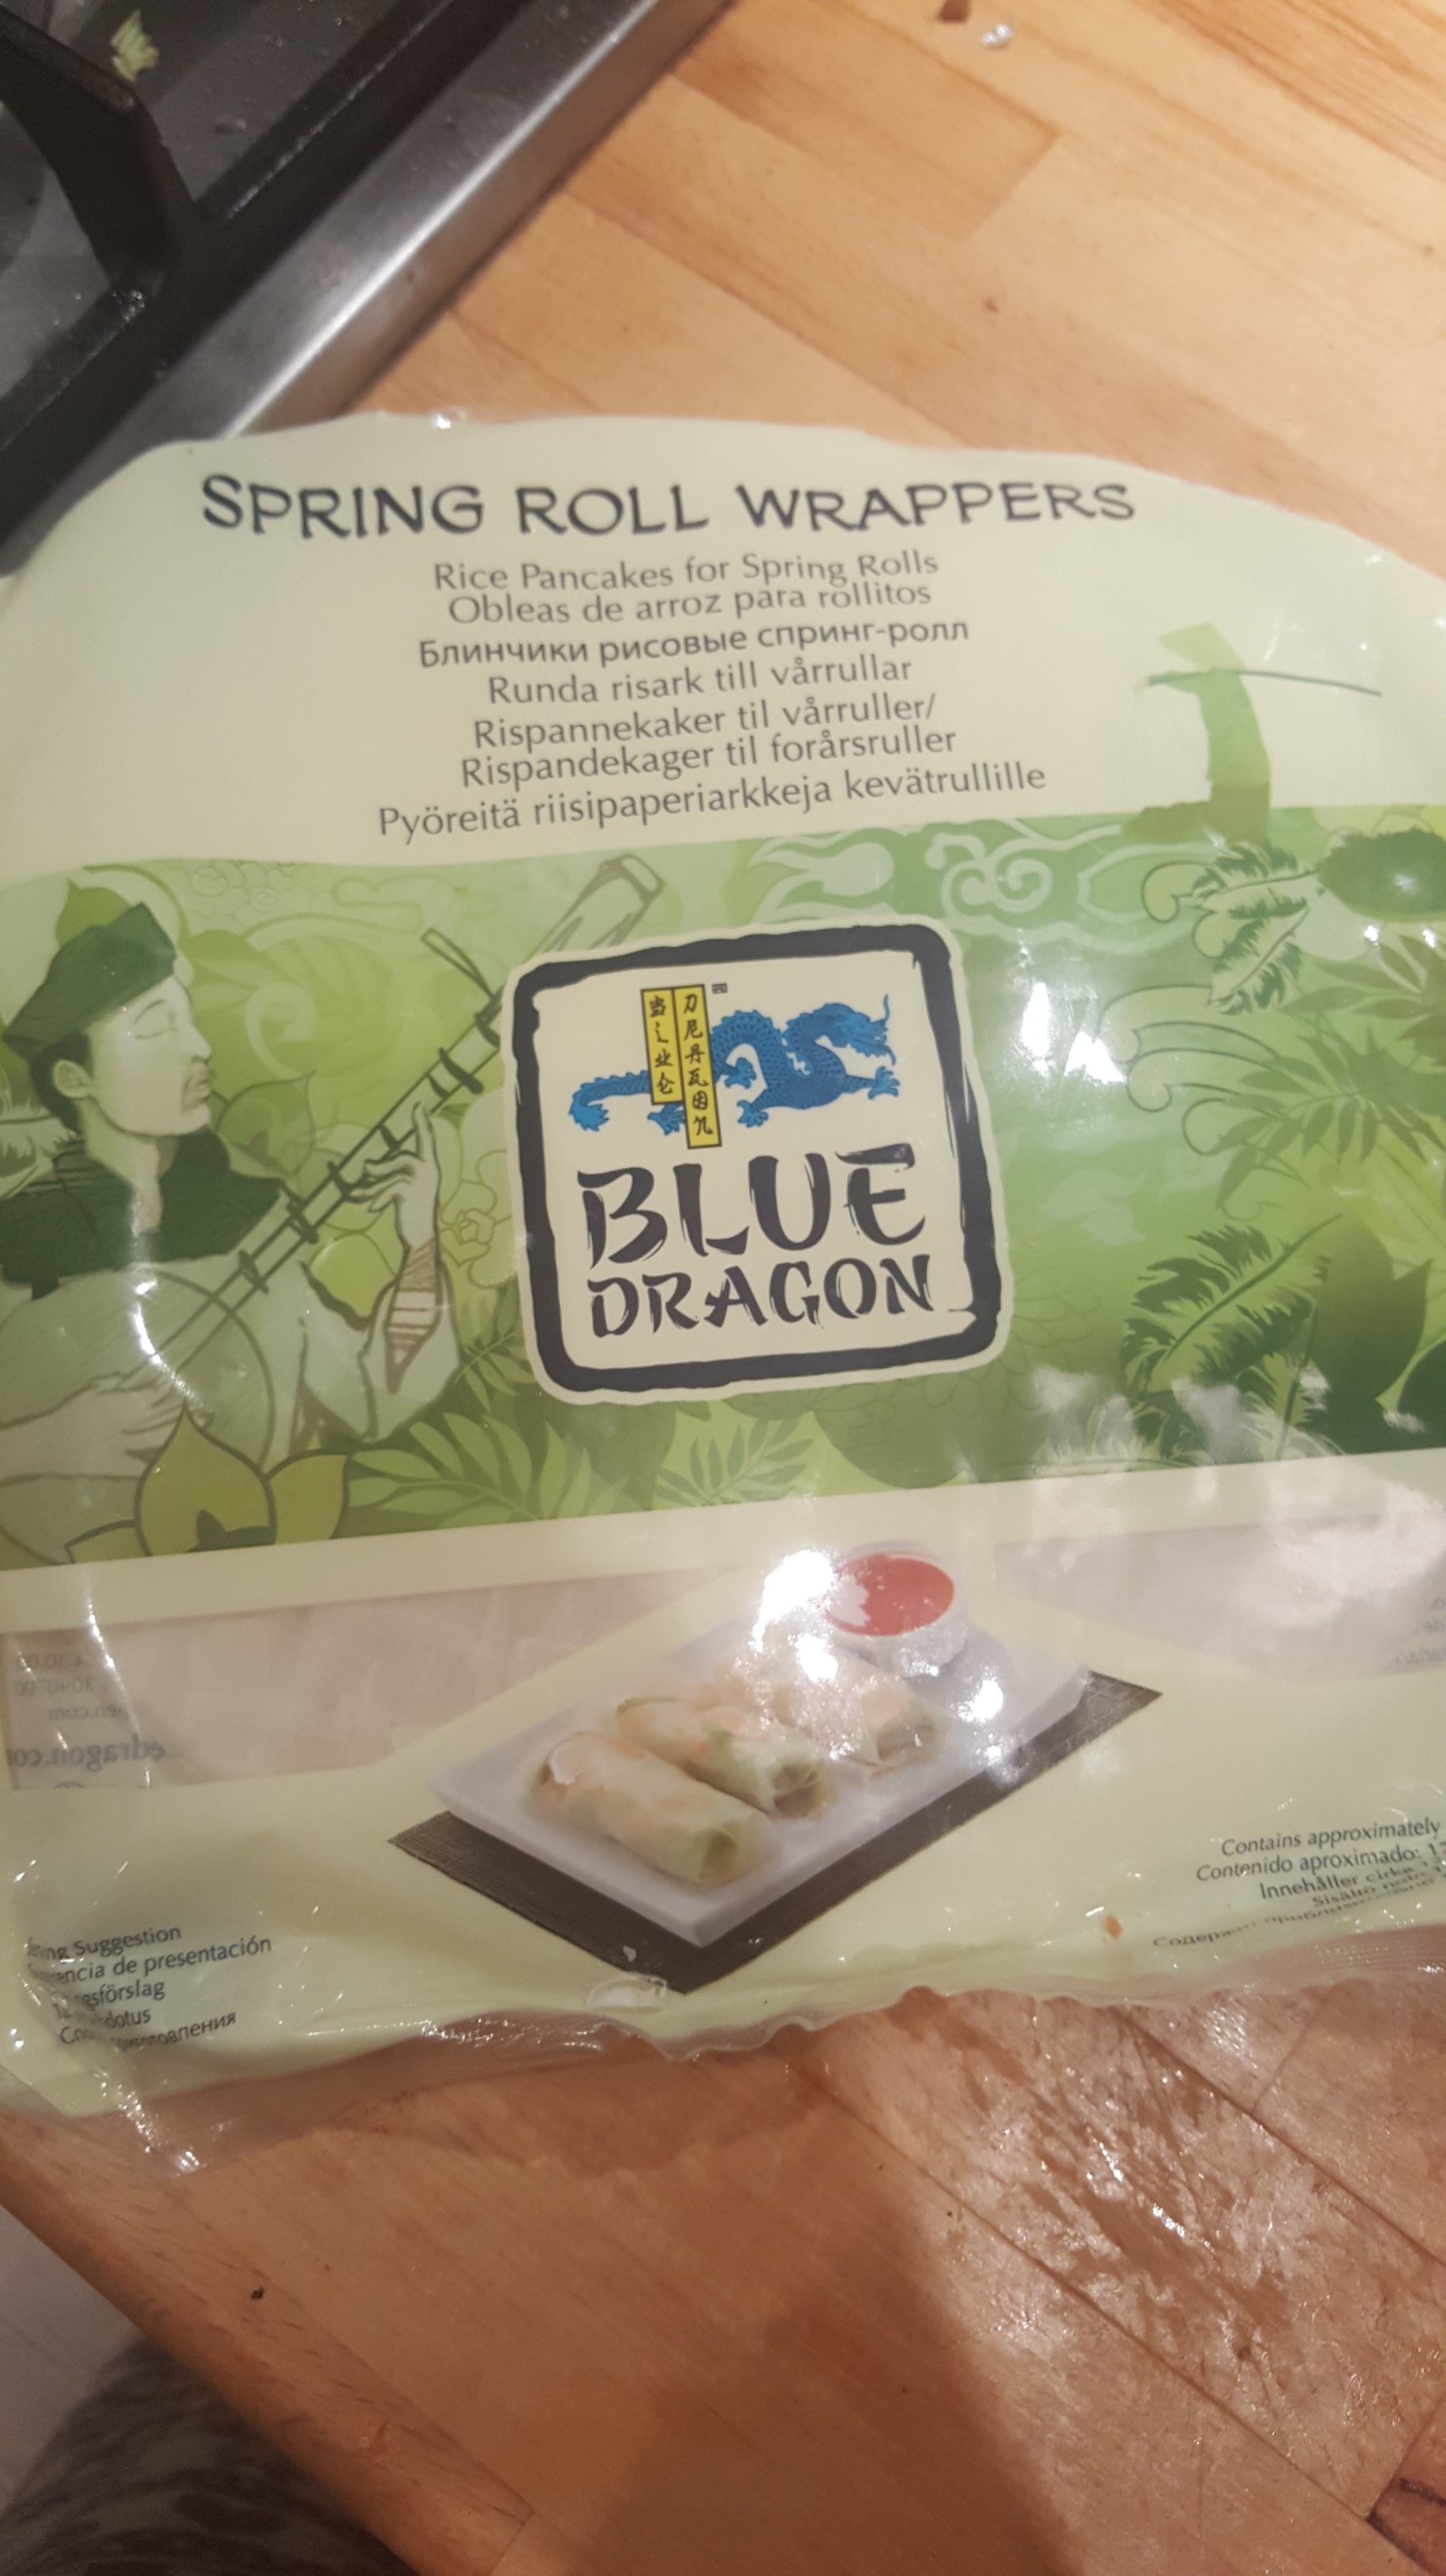 SPRING ROLL WRAPPERS
Rice Pancakes for Spring Rolls
Obleas de arroz para rollitos
Блинчики рисовые спринг-ролл
Runda risark till vårrullar
Rispannekaker til vårruller/
Rispandekager til forårsruller
Pyöreitä riisipaperiarkkeja kevätrullille
BLUE
DRAGON
Contains approximately
Contenido aproximado:
Innehåller cirka
Sisältö noin
Suggestion
de presentación